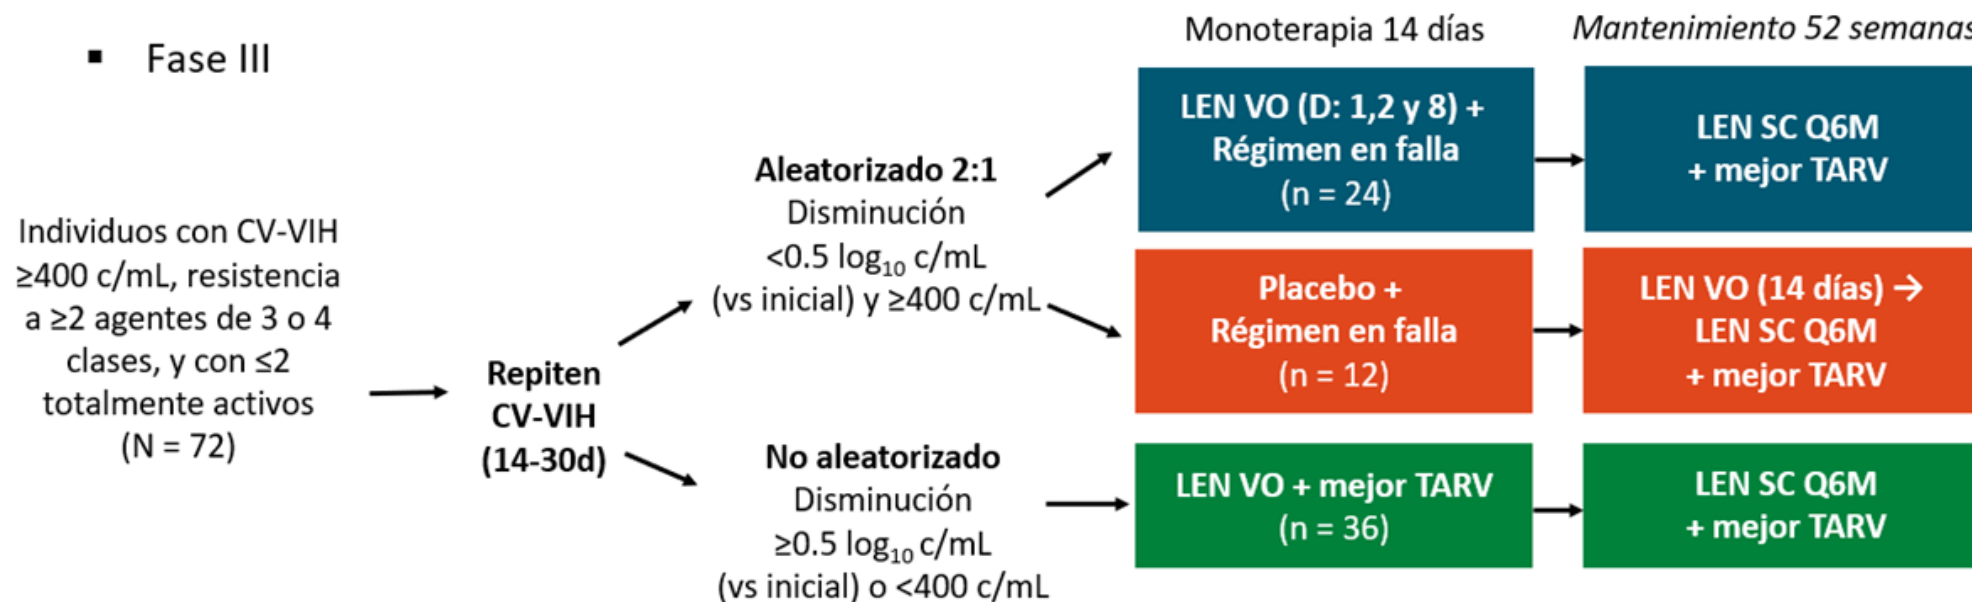 ▪ Fase III
Individuos con CV-VIH
≥400 c/mL, resistencia
a ≥2 agentes de 3 o 4
clases, y con ≤2
totalmente activos
(N = 72)
Repiten
CV-VIH
(14-30d)
Aleatorizado 2:1
Disminución
<0.5 log₁₀ c/mL
(vs inicial) y ≥400 c/mL
No aleatorizado
Disminución
≥0.5 log₁₀ c/mL
(vs inicial) o <400 c/mL
Monoterapia 14 días
LEN VO (D: 1,2 y 8) +
Régimen en falla
(n = 24)
Placebo +
Régimen en falla
(n = 12)
LEN VO + mejor TARV
(n = 36)
Mantenimiento 52 semanas
LEN SC Q6M
+ mejor TARV
LEN VO (14 días) →
LEN SC Q6M
+ mejor TARV
LEN SC Q6M
+ mejor TARV